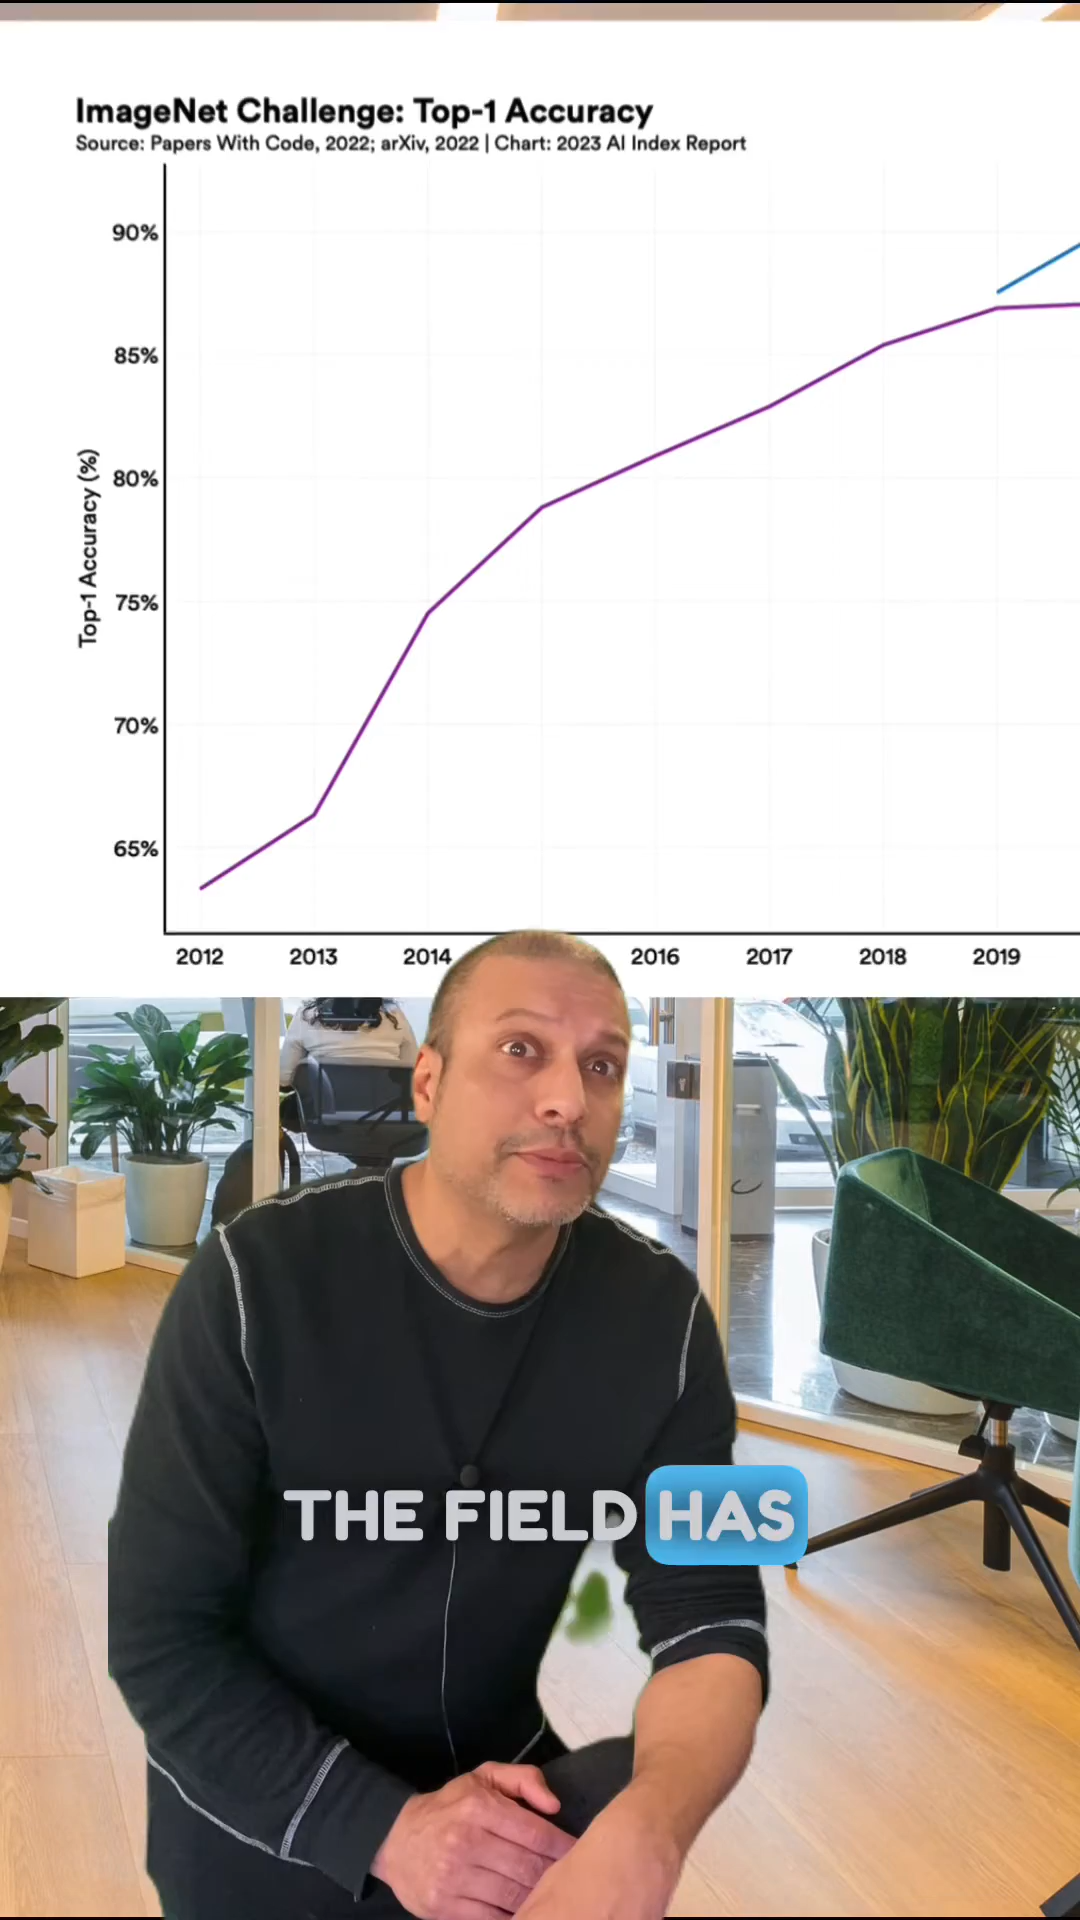 ImageNet Challenge: Top-1 Accuracy
Source: Papers With Code, 2022; arXiv, 2022 | Chart: 2023 AI Index Report
90%
85%
80%
75%
70%
65%
Top-1 Accuracy (%)
2012 2013 2014 2016 2017 2018 2019
THE FIELD HAS